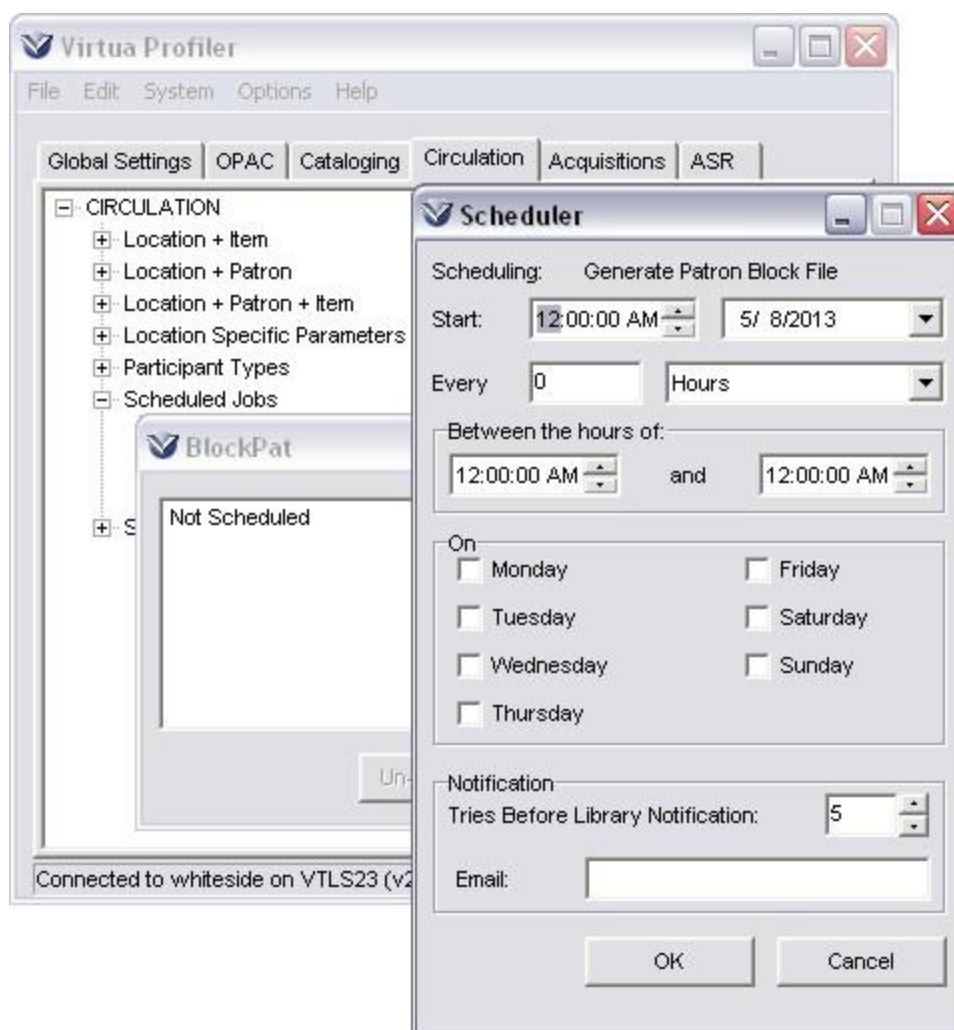 Virtua Profiler
File Edit System Options Help
Global Settings OPAC Cataloging Circulation Acquisitions ASR
CIRCULATION
Location + Item
Location + Patron
Location + Patron + Item
Location Specific Parameters
Participant Types
Scheduled Jobs
S
BlockPat
Not Scheduled
Un-
Connected to whiteside on VTLS23 (v2
Scheduler
Scheduling: Generate Patron Block File
Start: 12:00:00 AM 5/ 8/2013
Every 0 Hours
Between the hours of:
12:00:00 AM and 12:00:00 AM
On
Monday Friday
Tuesday Saturday
Wednesday Sunday
Thursday
Notification
Tries Before Library Notification: 5
Email:
OK Cancel